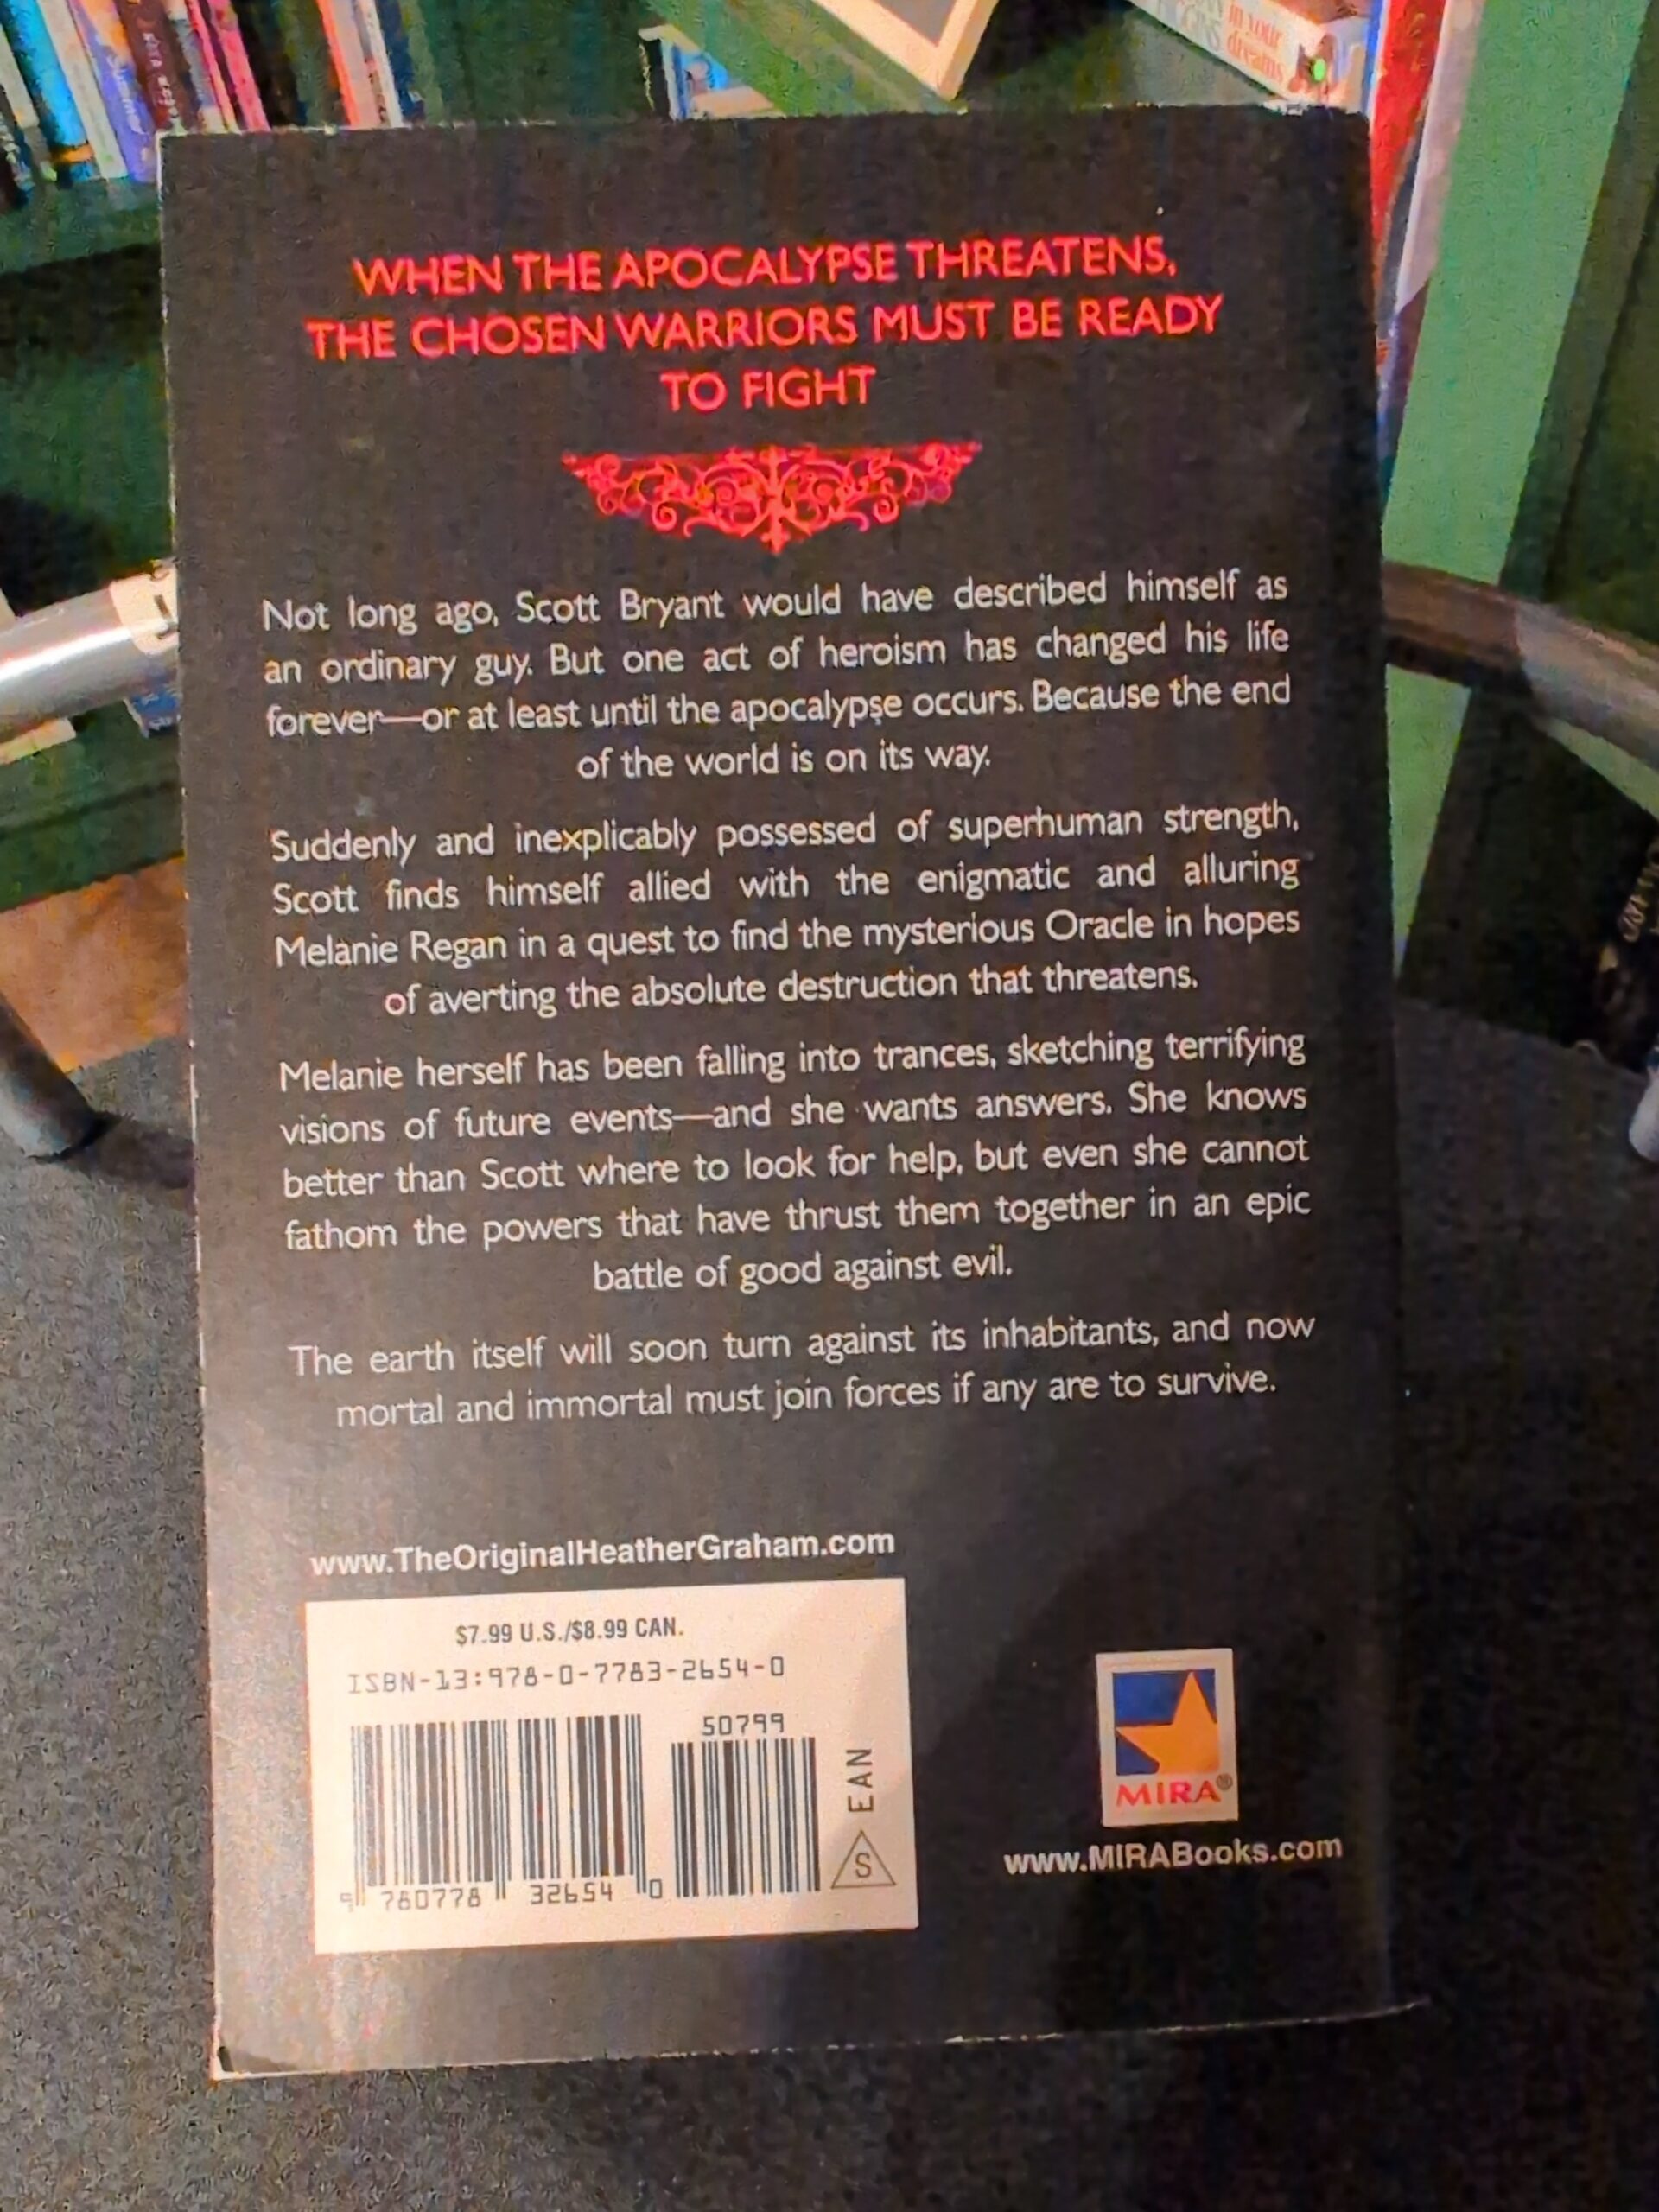 in your
dreams
WHEN THE APOCALYPSE THREATENS,
THE CHOSEN WARRIORS MUST BE READY
TO FIGHT
Not long ago, Scott Bryant would have described himself as
an ordinary guy. But one act of heroism has changed his life
forever—or at least until the apocalypse occurs. Because the end
of the world is on its way.
Suddenly and inexplicably possessed of superhuman strength,
Scott finds himself allied with the enigmatic and alluring
Melanie Regan in a quest to find the mysterious Oracle in hopes
of averting the absolute destruction that threatens.
Melanie herself has been falling into trances, sketching terrifying
visions of future events—and she wants answers. She knows
better than Scott where to look for help, but even she cannot
fathom the powers that have thrust them together in an epic
battle of good against evil.
The earth itself will soon turn against its inhabitants, and now
mortal and immortal must join forces if any are to survive.
www.TheOriginalHeatherGraham.com
$7.99 U.S./$8.99 CAN.
ISBN-13:978-0-7783-2654-0
50799
9 780778 32654 0
EAN
S
MIRA®
www.MIRABooks.com